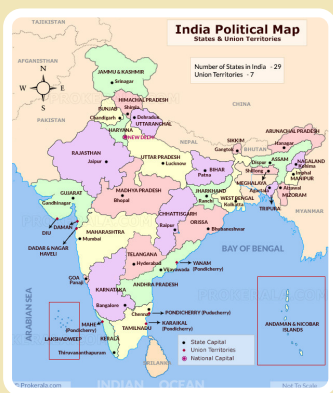 India Political Map
States & Union Territories
Number of States in India - 29
Union Territories - 7
TAJIKISTAN
AFGHANISTAN
PAKISTAN
CHINA
NEPAL
BHUTAN
MYANMAR
N
W
E
S
JAMMU & KASHMIR
Srinagar
HIMACHAL PRADESH
Shimla
PUNJAB
Chandigarh
Dehradun
UTTARANCHAL
HARYANA
NEW DELHI
RAJASTHAN
Jaipur
UTTAR PRADESH
Lucknow
SIKKIM
Gangtok
ARUNACHAL PRADESH
Itanagar
ASSAM
Dispur
NAGALAND
Kohima
Imphal
MANIPUR
Shillong
MEGHALAYA
Agartala
Aizawal
MIZORAM
TRIPURA
BIHAR
Patna
JHARKHAND
Ranchi
WEST BENGAL
Kolkata
GUJARAT
Gandhinagar
MADHYA PRADESH
Bhopal
CHHATTISGARH
Raipur
ORISSA
Bhubaneshwar
DIU
DAMAN
DADAR & NAGAR
HAVELI
MAHARASHTRA
Mumbai
BAY OF BENGAL
TELANGANA
Hyderabad
YANAM
(Pondicherry)
Vijayawada
GOA
Panaji
KARNATAKA
ANDHRA PRADESH
Bangalore
Chennai
PONDICHERRY (Puducherry)
ARABIAN SEA
MAHE
(Pondicherry)
LAKSHADWEEP
TAMILNADU
KARAIKAL
(Pondicherry)
KERALA
Thiruvananthapuram
ANDAMAN & NICOBAR
ISLANDS
State Capital
Union Territories
National Capital
SRILANKA
INDIAN OCEAN
© Prokerala.com
Not To Scale